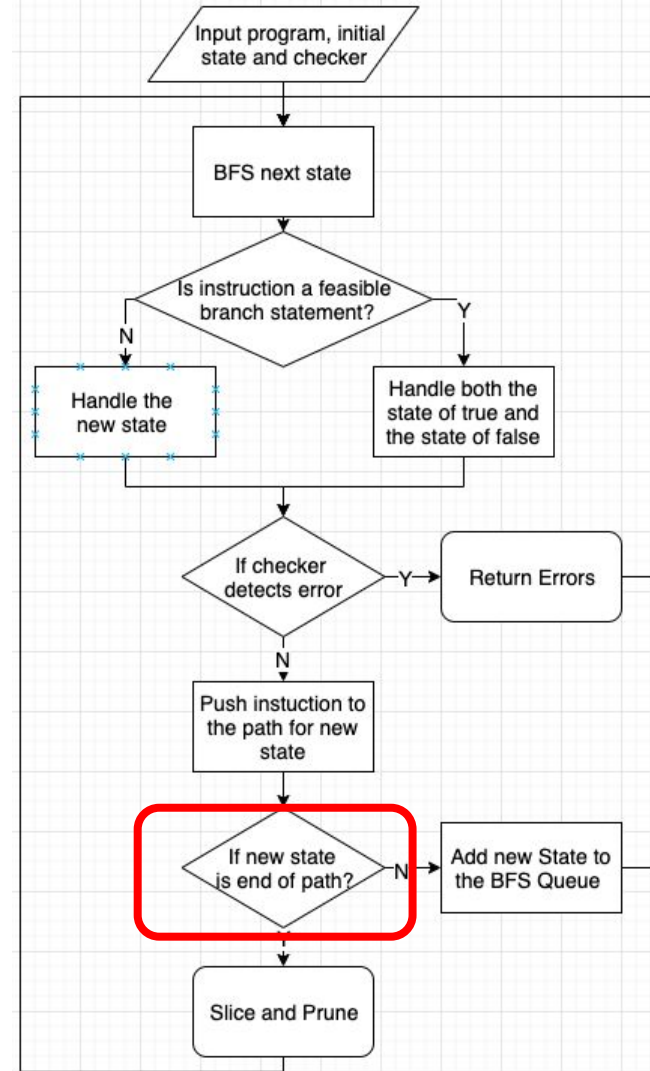 Input program, initial
state and checker
BFS next state
Is instruction a feasible
branch statement?
N
Y
Handle the
new state
Handle both the
state of true and
the state of false
If checker
detects error
Y
Return Errors
N
Push instuction to
the path for new
state
If new state
is end of path?
N
Add new State to
the BFS Queue
Slice and Prune